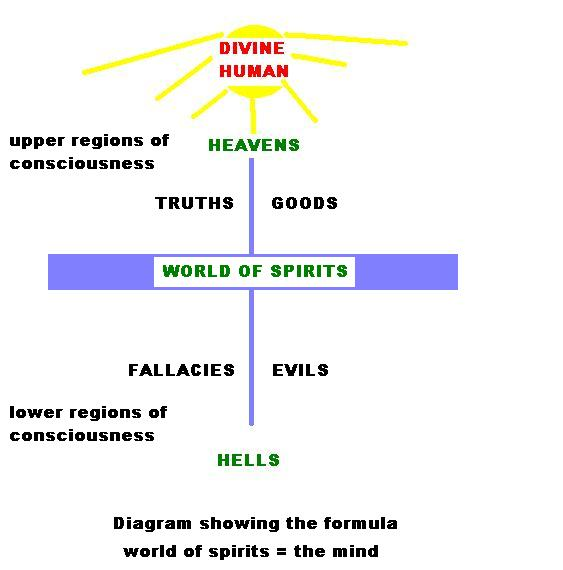 DIVINE
HUMAN
upper regions of
consciousness
HEAVENS
TRUTHS
GOODS
WORLD OF SPIRITS
FALLACIES
EVILS
lower regions of
consciousness
HELLS
Diagram showing the formula
world of spirits = the mind